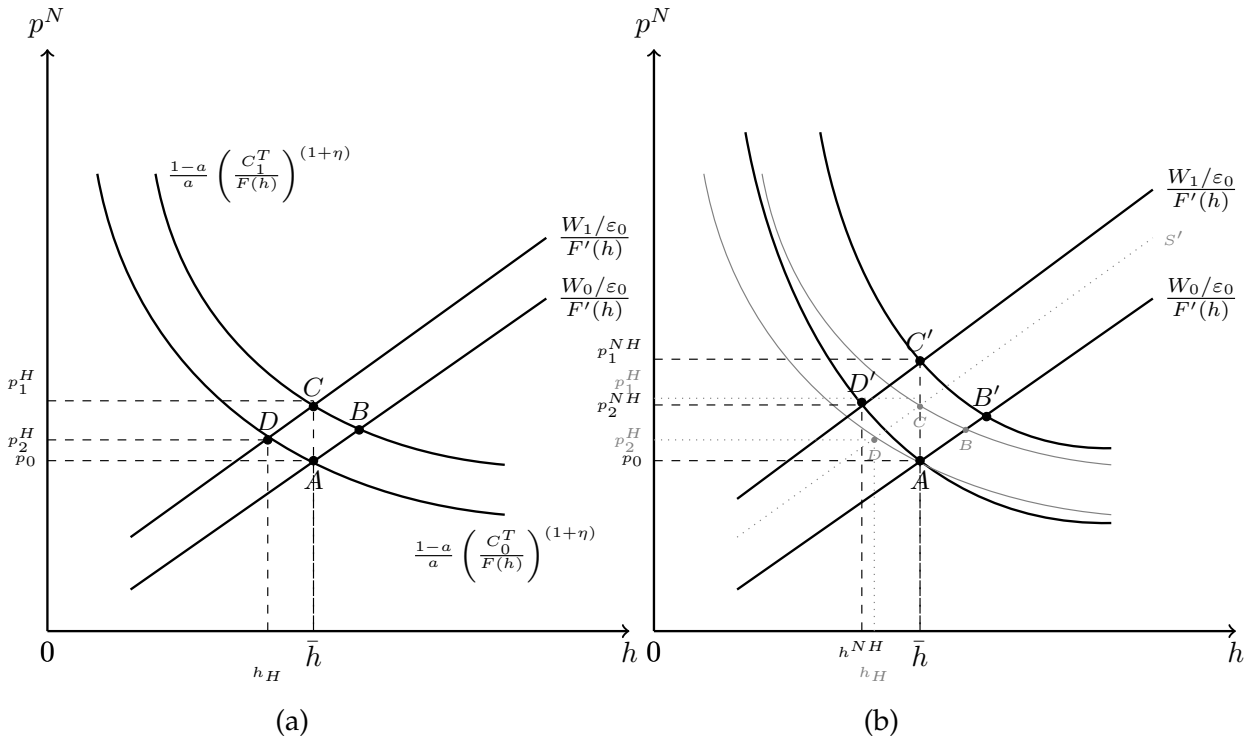 p^N
\frac{1-a}{a} \left( \frac{C_1^T}{F(h)} \right)^{(1+\eta)}
\frac{W_1/\varepsilon_0}{F'(h)}
\frac{W_0/\varepsilon_0}{F'(h)}
p_1^H
C
D
B
p_2^H
p_0
A
\frac{1-a}{a} \left( \frac{C_0^T}{F(h)} \right)^{(1+\eta)}
0
h_H
\bar{h}
h
(a)
p^N
\frac{W_1/\varepsilon_0}{F'(h)}
S'
\frac{W_0/\varepsilon_0}{F'(h)}
p_1^{NH}
C'
p_1^H
D'
B'
p_2^{NH}
C
p_2^H
B
D
p_0
A
0
h^{NH}
\bar{h}
h
h_H
(b)